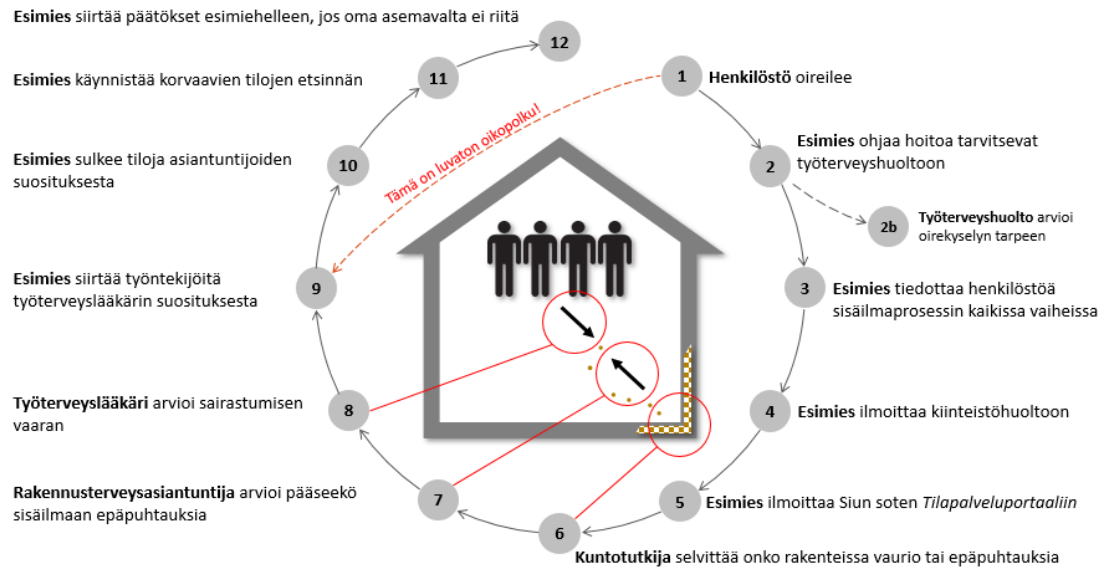 Esimies siirtää päätökset esimiehelleen, jos oma asemavalta ei riitä
12
11
Esimies käynnistää korvaavien tilojen etsinnän
1
Henkilöstö oireilee
Tämä on luvaton oikopolku!
10
Esimies sulkee tiloja asiantuntijoiden
suosituksesta
2
Esimies ohjaa hoitoa tarvitsevat
työterveyshuoltoon
2b
Työterveyshuolto arvioi
oirekyselyn tarpeen
9
Esimies siirtää työntekijöitä
työterveyslääkärin suosituksesta
3
Esimies tiedottaa henkilöstöä
sisäilmaprosessin kaikissa vaiheissa
8
Työterveyslääkäri arvioi sairastumisen
vaaran
4
Esimies ilmoittaa kiinteistöhuoltoon
7
Rakennusterveysasiantuntija arvioi pääseekö
sisäilmaan epäpuhtauksia
5
Esimies ilmoittaa Siun soten Tilapalveluportaaliin
6
Kuntotutkija selvittää onko rakenteissa vaurio tai epäpuhtauksia